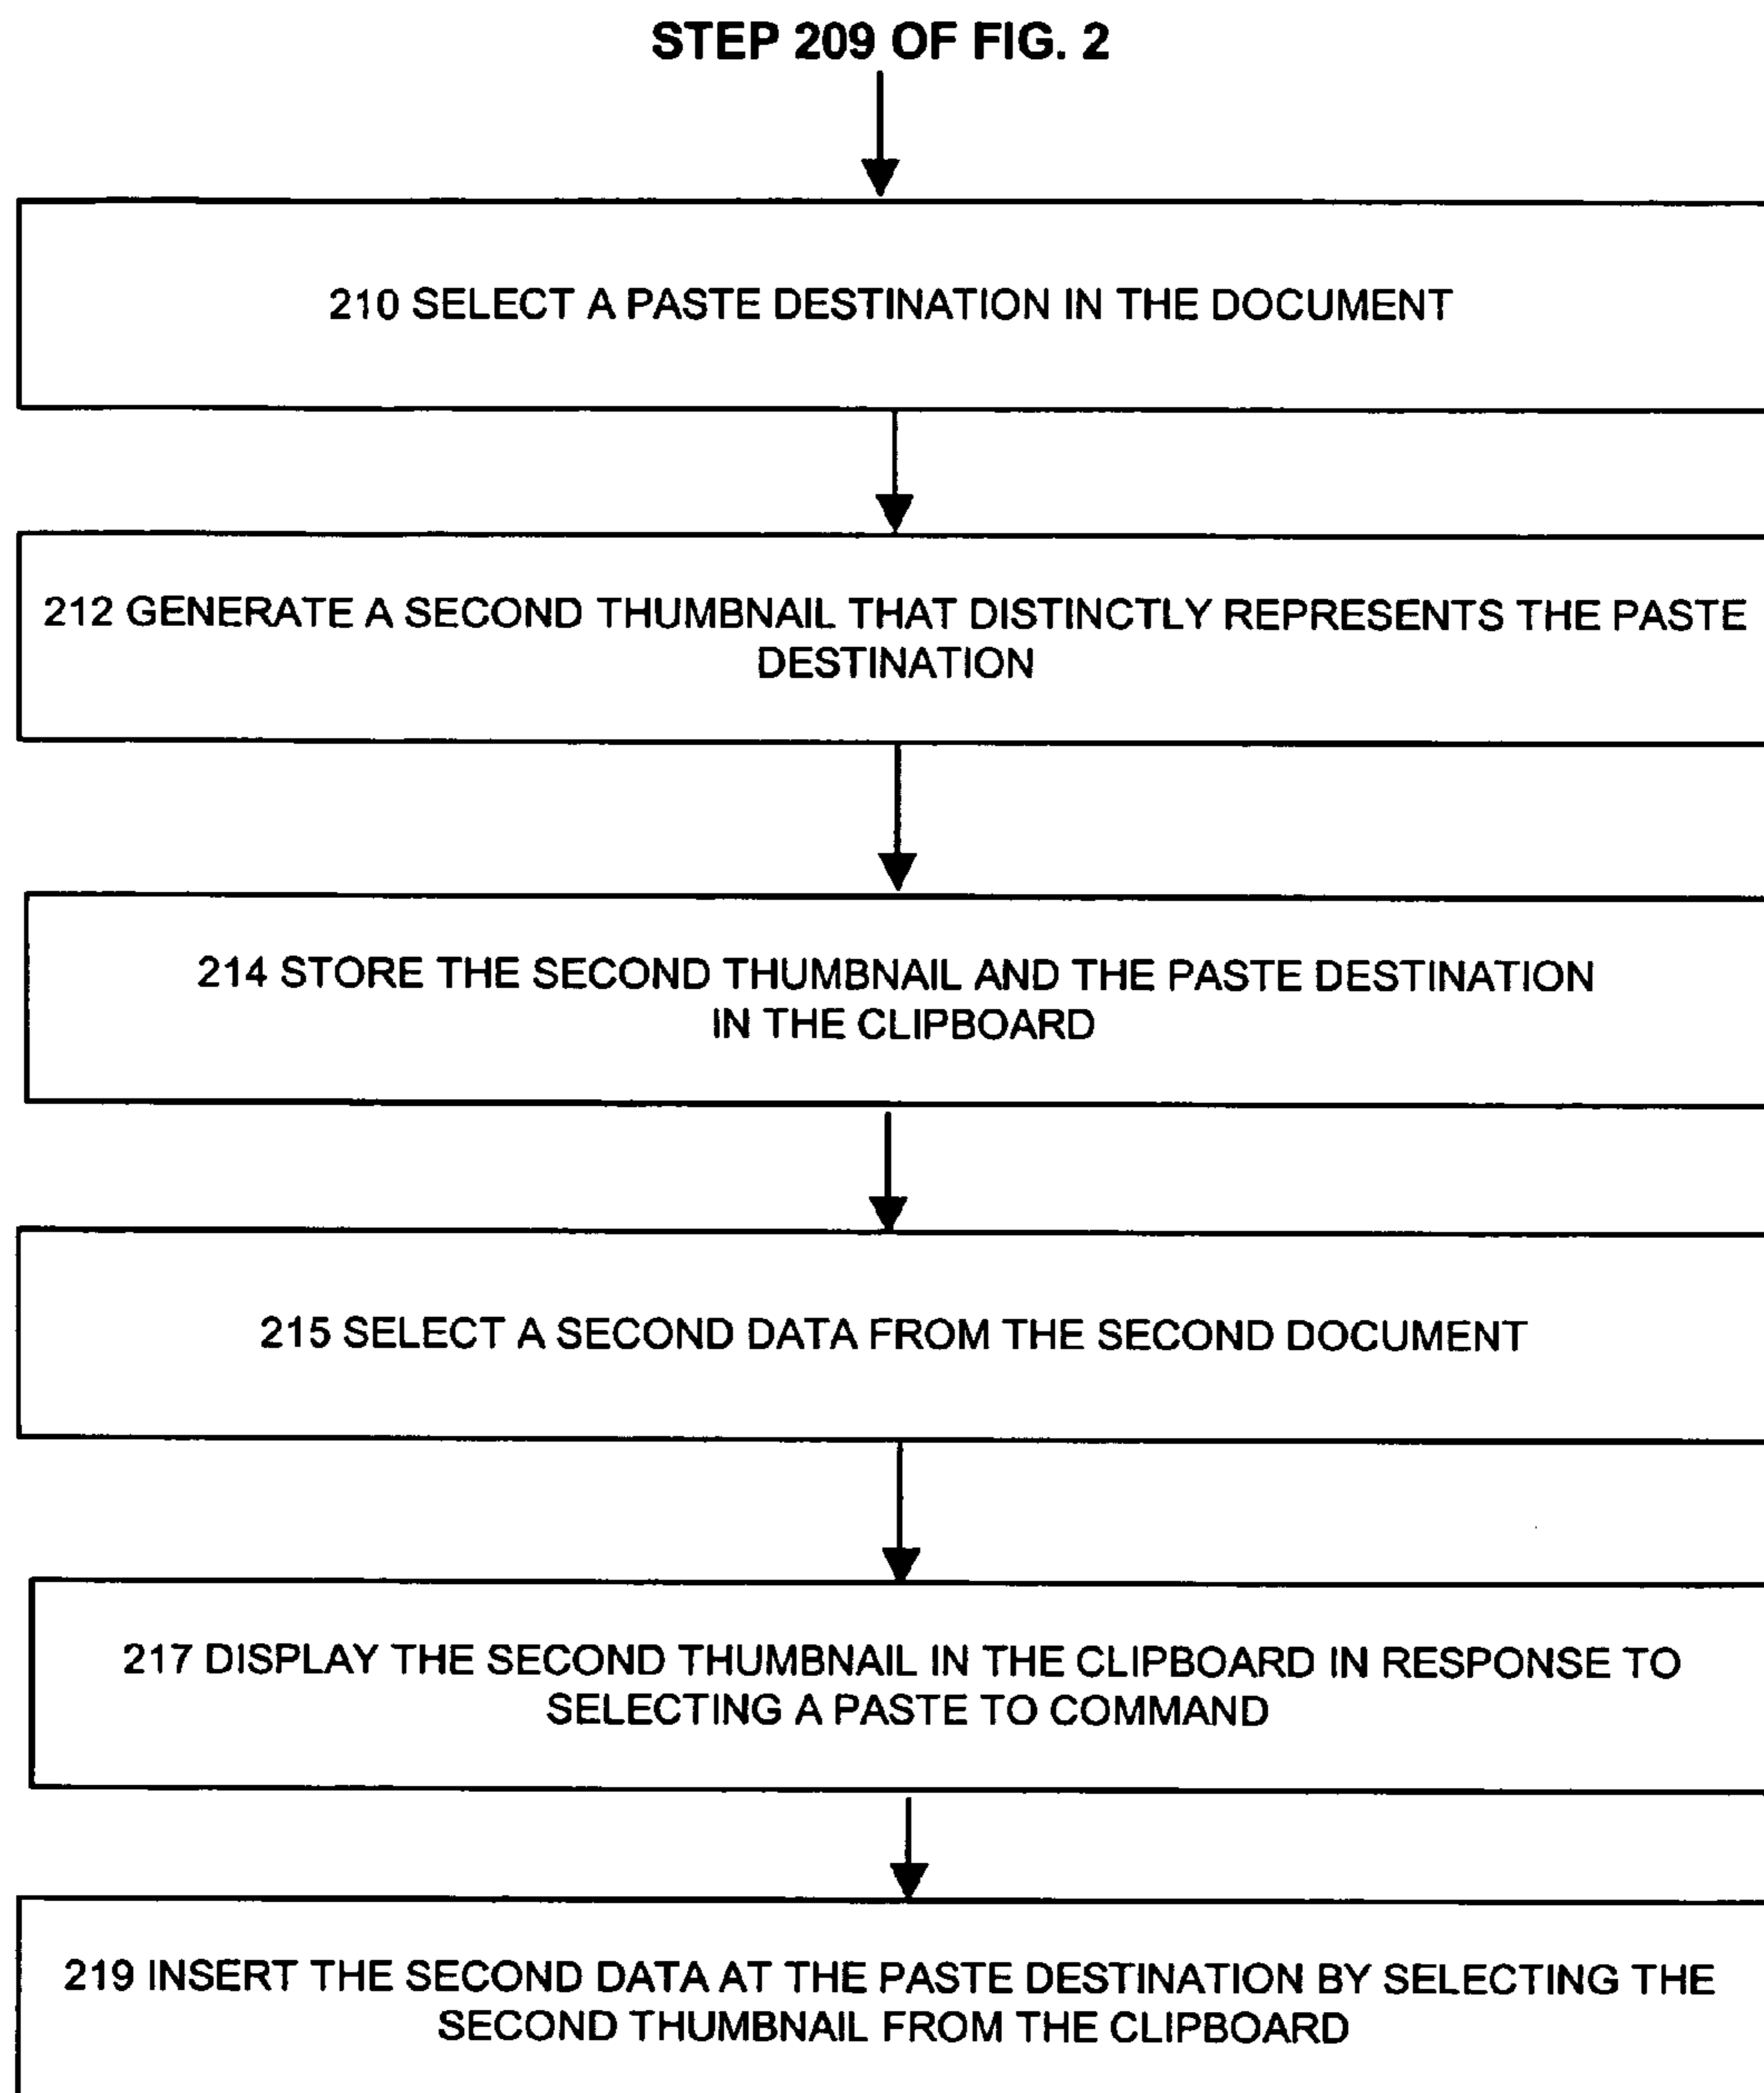 STEP 209 OF FIG. 2
210 SELECT A PASTE DESTINATION IN THE DOCUMENT
212 GENERATE A SECOND THUMBNAIL THAT DISTINCTLY REPRESENTS THE PASTE
DESTINATION
214 STORE THE SECOND THUMBNAIL AND THE PASTE DESTINATION
IN THE CLIPBOARD
215 SELECT A SECOND DATA FROM THE SECOND DOCUMENT
217 DISPLAY THE SECOND THUMBNAIL IN THE CLIPBOARD IN RESPONSE TO
SELECTING A PASTE TO COMMAND
219 INSERT THE SECOND DATA AT THE PASTE DESTINATION BY SELECTING THE
SECOND THUMBNAIL FROM THE CLIPBOARD